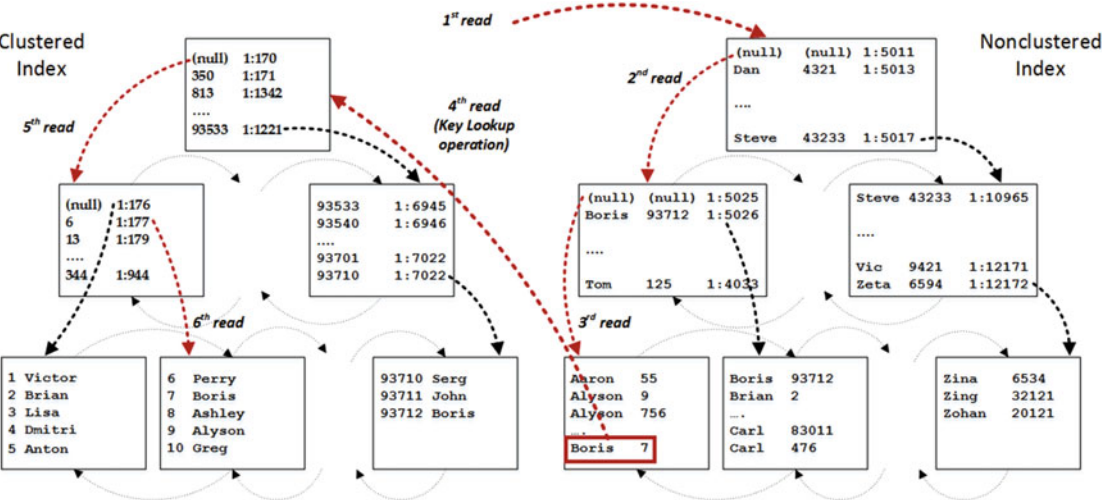 Clustered
Index
1st read
Nonclustered
Index
(null) 1:170
350 1:171
813 1:1342
....
93533 1:1221
5th read
4th read
(Key Lookup
operation)
2nd read
(null) (null) 1:5011
Dan 4321 1:5013
....
Steve 43233 1:5017
(null) 1:176
6 1:177
13 1:179
....
344 1:944
93533 1:6945
93540 1:6946
....
93701 1:7022
93710 1:7022
(null) (null) 1:5025
Boris 93712 1:5026
....
Tom 125 1:4033
Steve 43233 1:10965
....
Vic 9421 1:12171
Zeta 6594 1:12172
6th read
3rd read
1 Victor
2 Brian
3 Lisa
4 Dmitri
5 Anton
6 Perry
7 Boris
8 Ashley
9 Alyson
10 Greg
93710 Serg
93711 John
93712 Boris
Aaron 55
Alyson 9
Alyson 756
....
Boris 7
Boris 93712
Brian 2
....
Carl 83011
Carl 476
Zina 6534
Zing 32121
Zohan 20121